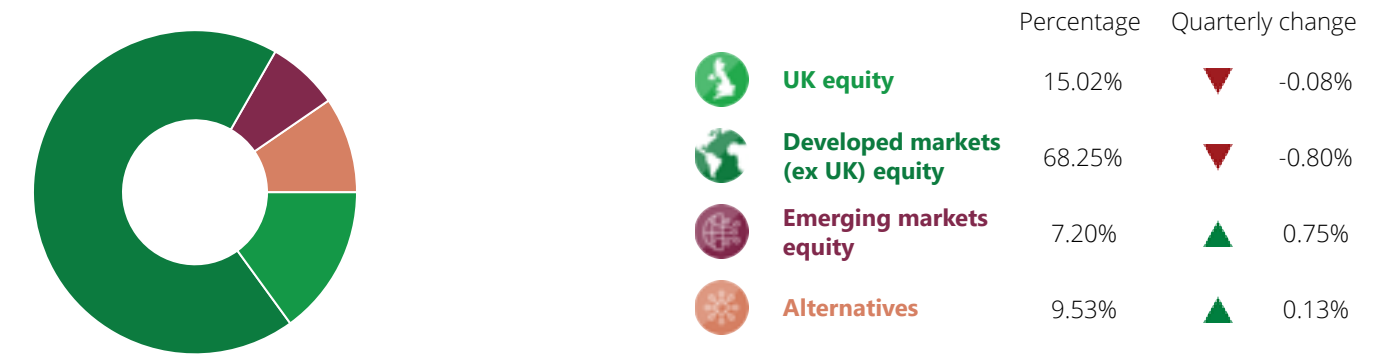 Percentage Quarterly change
UK equity 15.02% -0.08%
Developed markets
(ex UK) equity 68.25% -0.80%
Emerging markets
equity 7.20% 0.75%
Alternatives 9.53% 0.13%